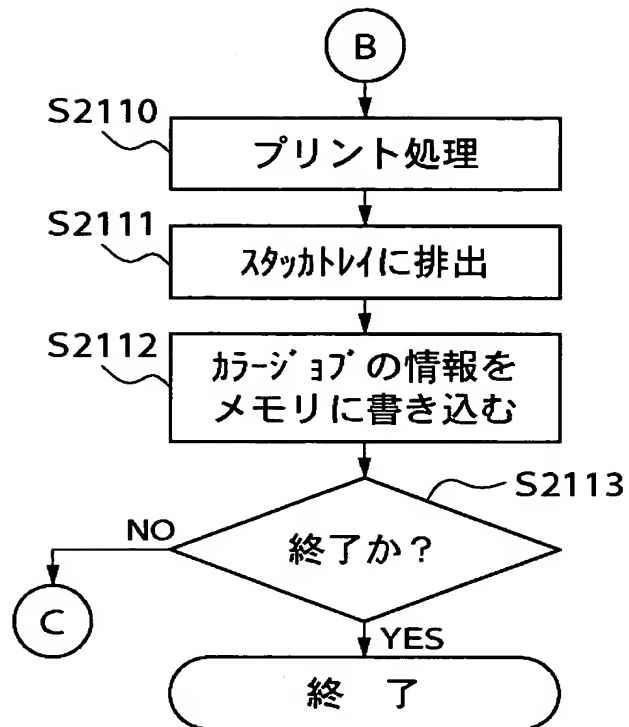 B
S2110
プリント処理
S2111
ｽﾀｯｶﾄﾚｲに排出
S2112
ｶﾗｰｼﾞｮﾌﾞの情報を
メモリに書き込む
S2113
終了か?
NO
C
YES
終 了